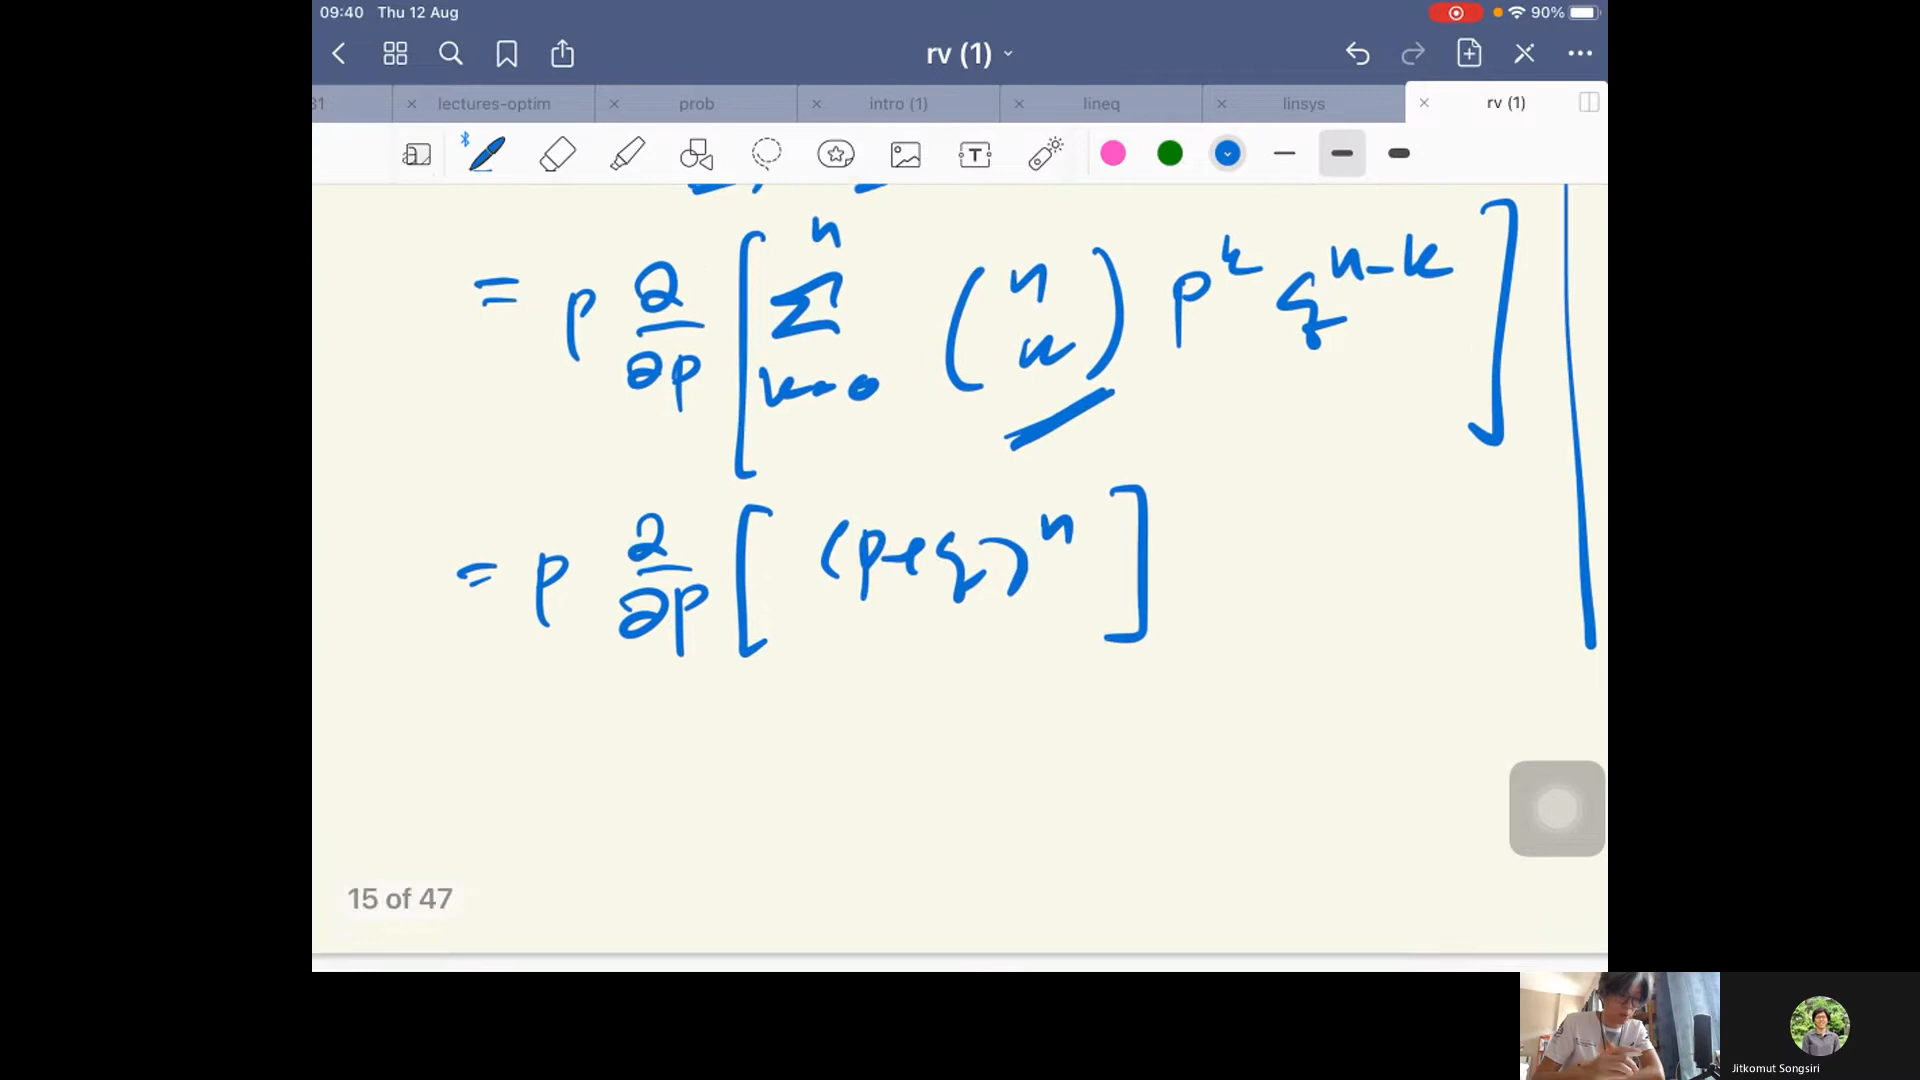 09:40 Thu 12 Aug
90%
rv (1)
31
lectures-optim
prob
intro (1)
lineq
linsys
rv (1)
T
= p ∂/∂p [ ∑_{k=0}^{n} (n k) p^k q^{n-k} ]
= p ∂/∂p [ (p+q)^n ]
15 of 47
Jitkomut Songsiri